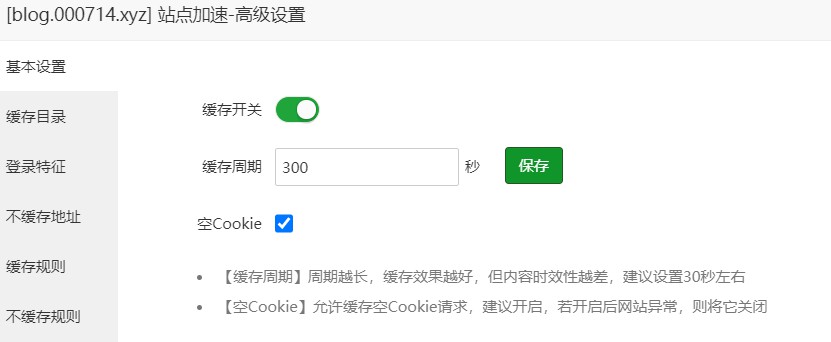 [blog.000714.xyz] 站点加速-高级设置
基本设置
缓存目录
登录特征
不缓存地址
缓存规则
不缓存规则
缓存开关
缓存周期 300 秒 保存
空Cookie
【缓存周期】周期越长，缓存效果越好，但内容时效性越差，建议设置30秒左右
【空Cookie】允许缓存空Cookie请求，建议开启，若开启后网站异常，则将它关闭